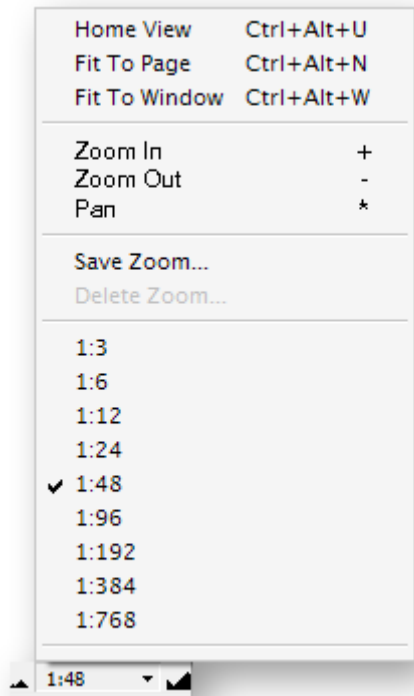 Home View Ctrl+Alt+U
Fit To Page Ctrl+Alt+N
Fit To Window Ctrl+Alt+W
Zoom In +
Zoom Out -
Pan *
Save Zoom...
Delete Zoom...
1:3
1:6
1:12
1:24
1:48
1:96
1:192
1:384
1:768
1:48